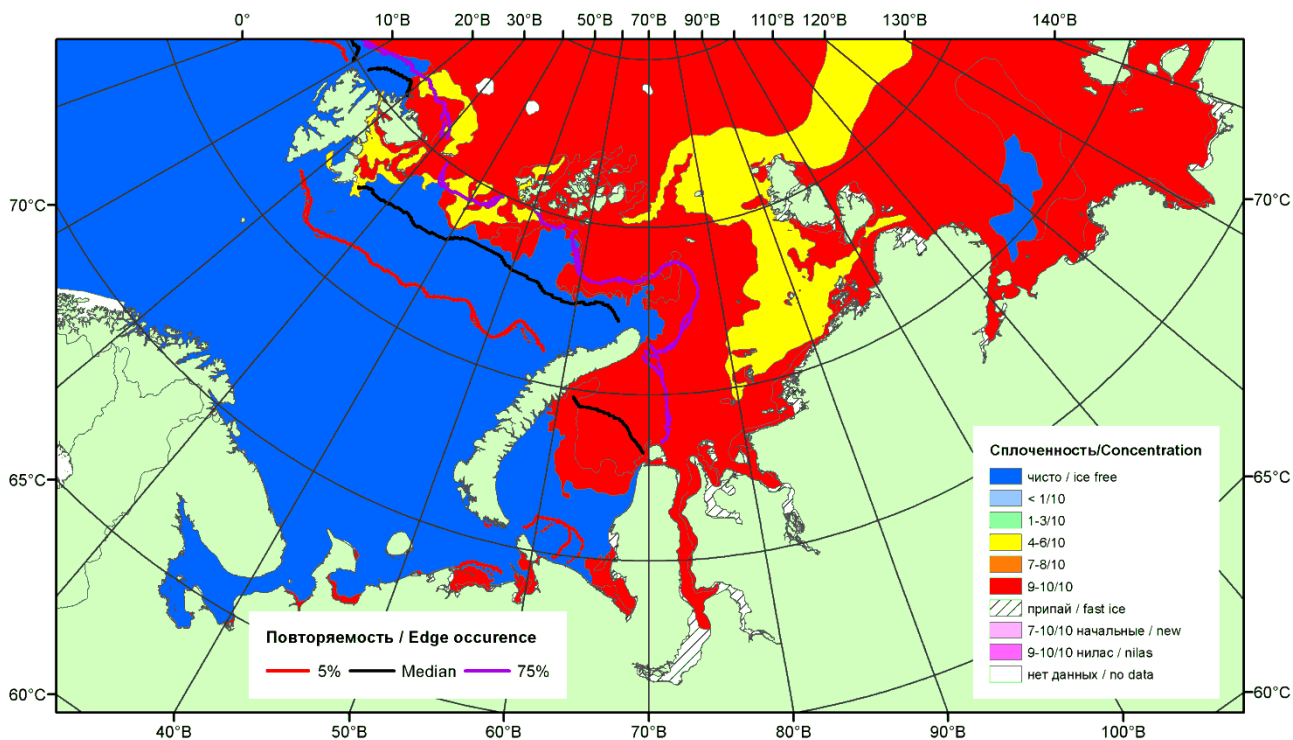 0° 10°В 20°В 30°В 50°В 70°В 90°В 110°В 120°В 130°В 140°В
70°С
70°С
65°С
65°С
60°С
60°С
Сплоченность/Concentration
чисто / ice free
< 1/10
1-3/10
4-6/10
7-8/10
9-10/10
припай / fast ice
7-10/10 начальные / new
9-10/10 нилас / nilas
нет данных / no data
Повторяемость / Edge occurence
5% Median 75%
40°В 50°В 60°В 70°В 80°В 90°В 100°В